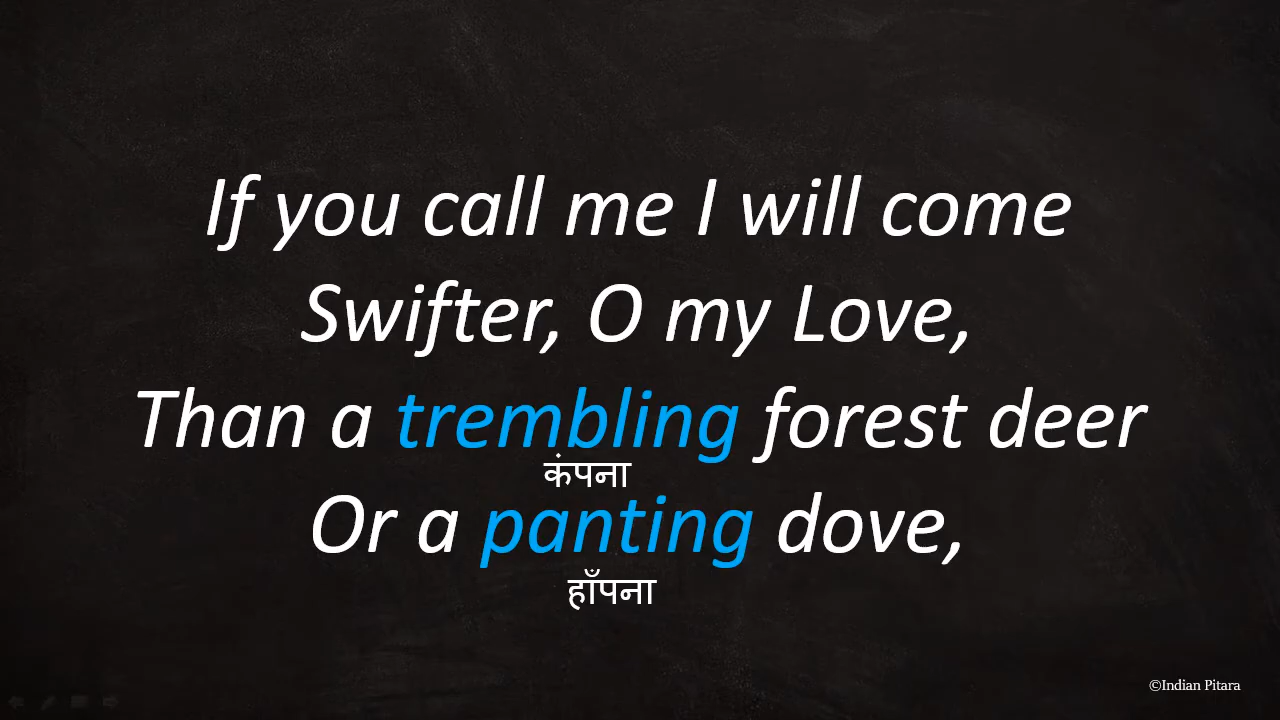 If you call me I will come
Swifter, O my Love,
Than a trembling forest deer
कंपना
Or a panting dove,
हाँपना
©Indian Pitara